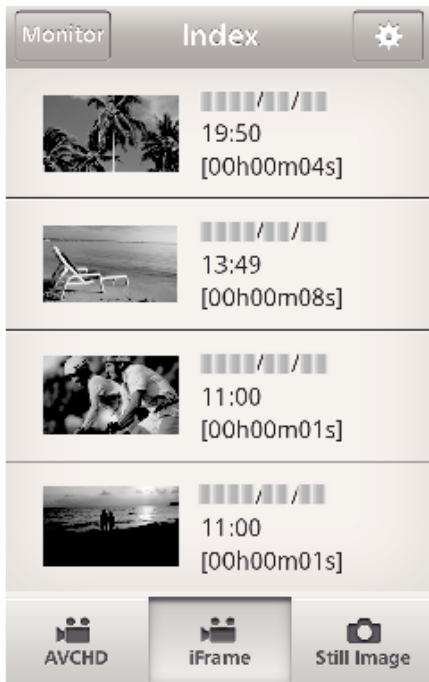 Monitor Index
19:50
[00h00m04s]
13:49
[00h00m08s]
11:00
[00h00m01s]
11:00
[00h00m01s]
AVCHD iFrame Still Image